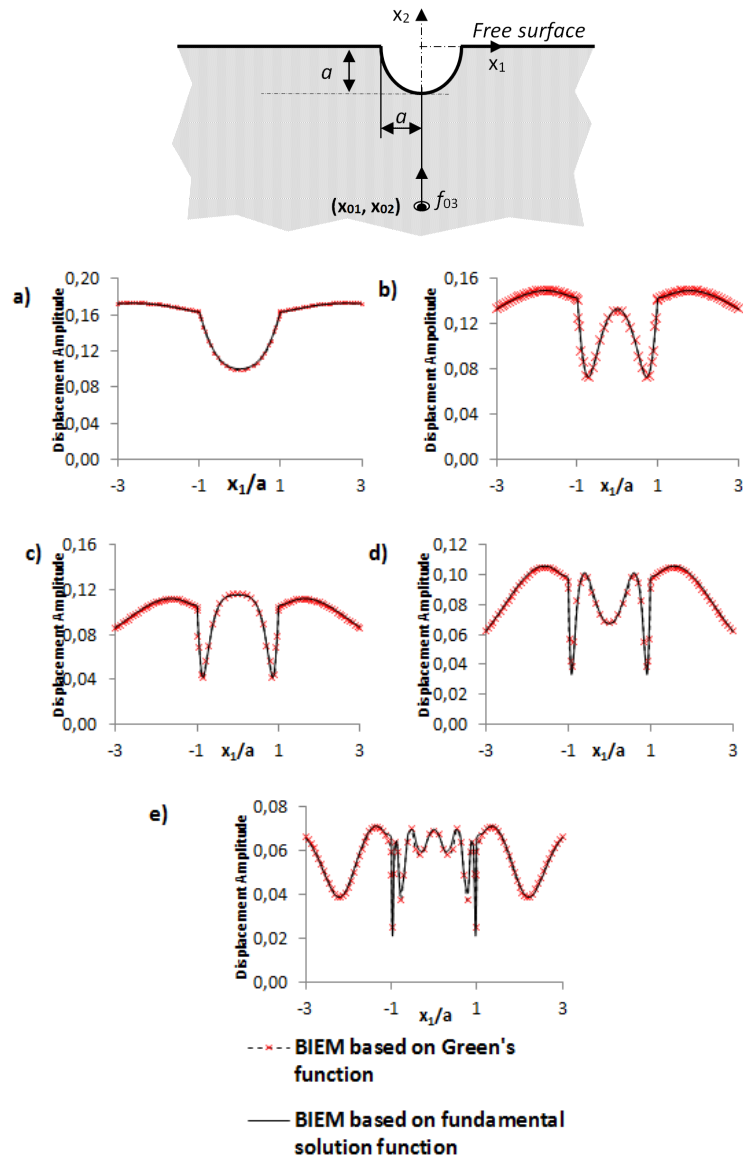 x2
Free surface
x1
a
a
(x01, x02)
f03
a)
Displacement Amplitude
0,20
0,16
0,12
0,08
0,04
0,00
-3 -1 1 3
x1/a
b)
Displacement Ampolitude
0,16
0,12
0,08
0,04
0,00
-3 -1 1 3
x1/a
c)
Displacement Amplitude
0,16
0,12
0,08
0,04
0,00
-3 -1 1 3
x1/a
d)
Displacement Amplitude
0,12
0,10
0,08
0,06
0,04
0,02
0,00
-3 -1 1 3
x1/a
e)
Displacement Amplitude
0,08
0,06
0,04
0,02
0,00
-3 -1 1 3
x1/a
BIEM based on Green's
function
BIEM based on fundamental
solution function